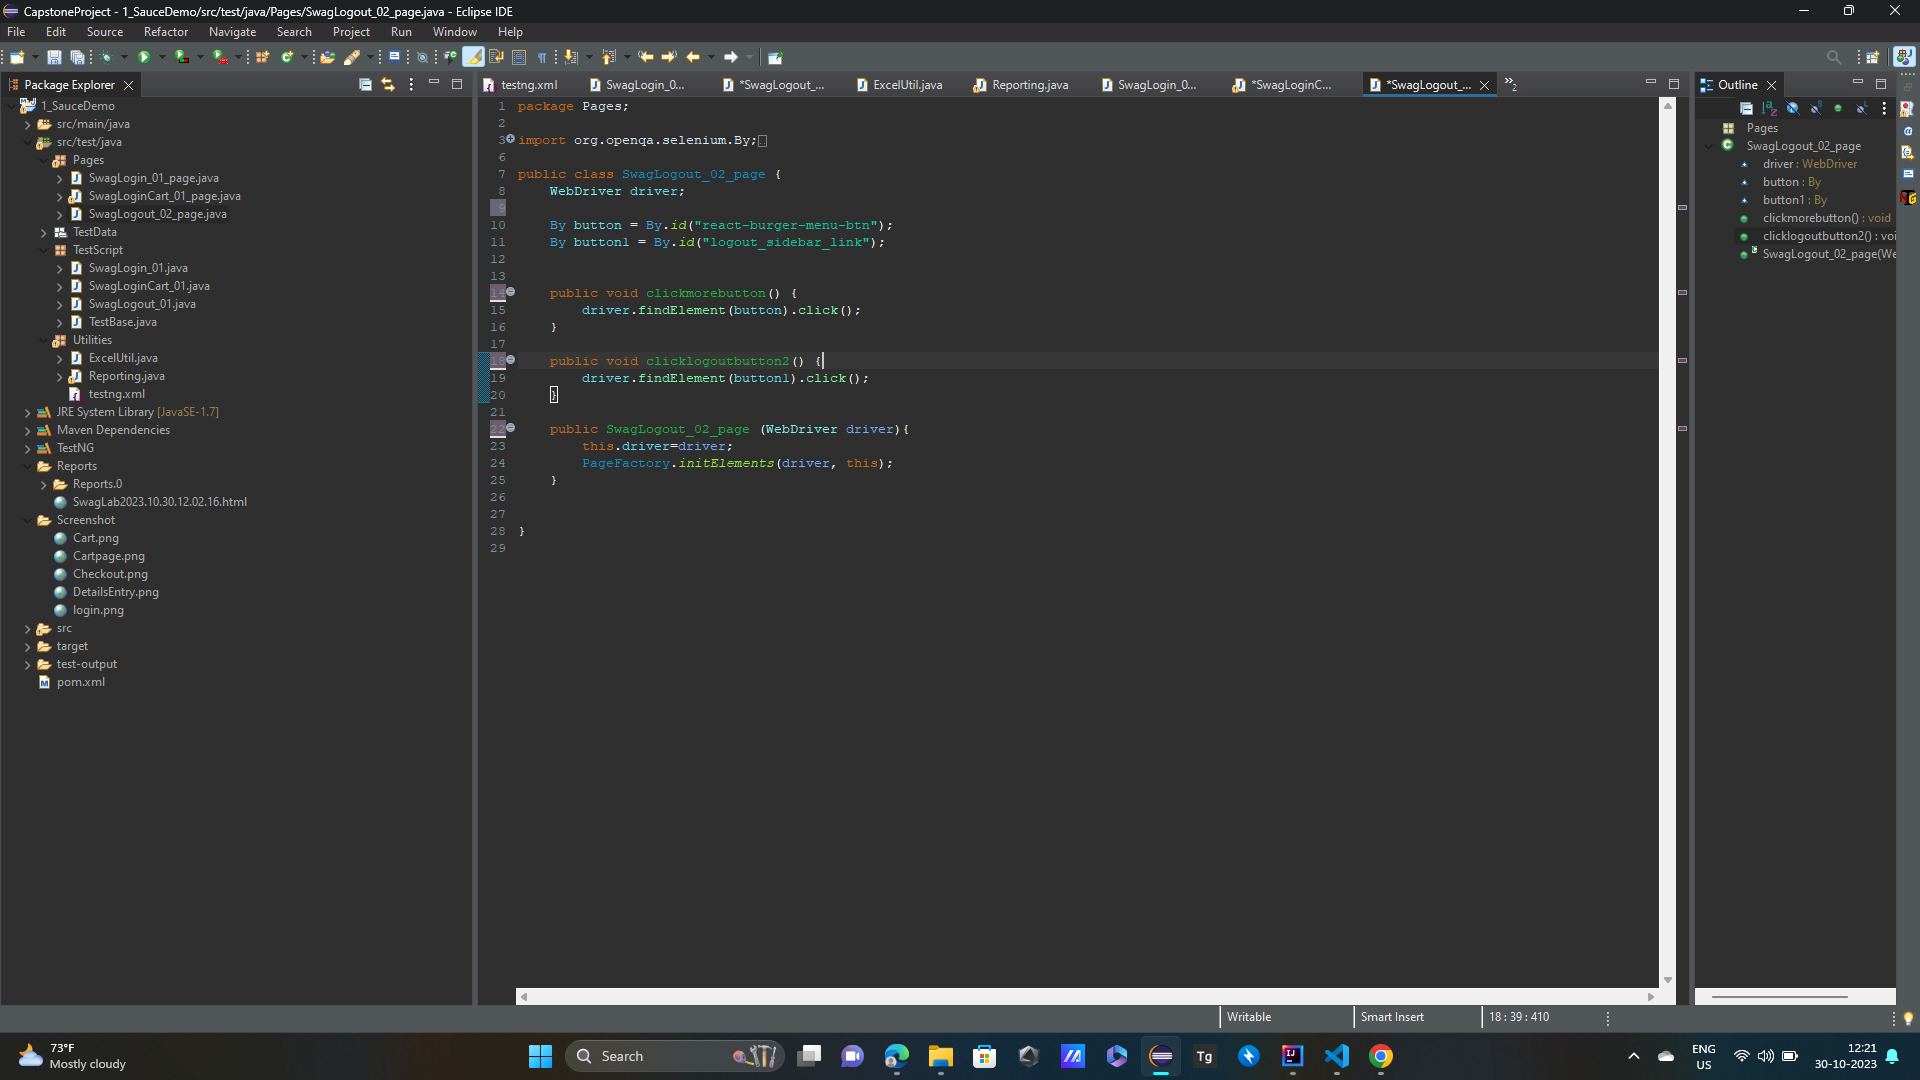 CapstoneProject - 1_SauceDemo/src/test/java/Pages/SwagLogout_02_page.java - Eclipse IDE
File Edit Source Refactor Navigate Search Project Run Window Help
Package Explorer
1_SauceDemo
src/main/java
src/test/java
Pages
SwagLogin_01_page.java
SwagLoginCart_01_page.java
SwagLogout_02_page.java
TestData
TestScript
SwagLogin_01.java
SwagLoginCart_01.java
SwagLogout_01.java
TestBase.java
Utilities
ExcelUtil.java
Reporting.java
testng.xml
JRE System Library [JavaSE-1.7]
Maven Dependencies
TestNG
Reports
Reports.0
SwagLab2023.10.30.12.02.16.html
Screenshot
Cart.png
Cartpage.png
Checkout.png
DetailsEntry.png
login.png
src
target
test-output
pom.xml
testng.xml SwagLogin_0... *SwagLogout_... ExcelUtil.java Reporting.java SwagLogin_0... *SwagLoginC... *SwagLogout_... »2
1 package Pages;
2
3 import org.openqa.selenium.By;
6
7 public class SwagLogout_02_page {
8 WebDriver driver;
9
10 By button = By.id("react-burger-menu-btn");
11 By button1 = By.id("logout_sidebar_link");
12
13
14 public void clickmorebutton() {
15 driver.findElement(button).click();
16 }
17
18 public void clicklogoutbutton2() {
19 driver.findElement(button1).click();
20 }
21
22 public SwagLogout_02_page (WebDriver driver){
23 this.driver=driver;
24 PageFactory.initElements(driver, this);
25 }
26
27
28 }
29
Outline
Pages
SwagLogout_02_page
driver : WebDriver
button : By
button1 : By
clickmorebutton() : void
clicklogoutbutton2() : voi
SwagLogout_02_page(We
Writable Smart Insert 18 : 39 : 410
73°F
Mostly cloudy
Search
Tg
ENG
US
12:21
30-10-2023